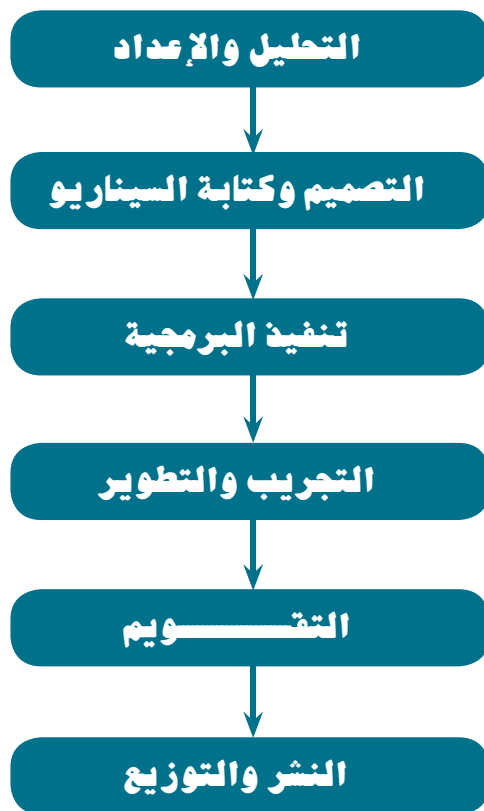 التحليل والإعداد
التصميم وكتابة السيناريو
تنفيذ البرمجية
التجريب والتطوير
التقـــــــــويم
النشر والتوزيع